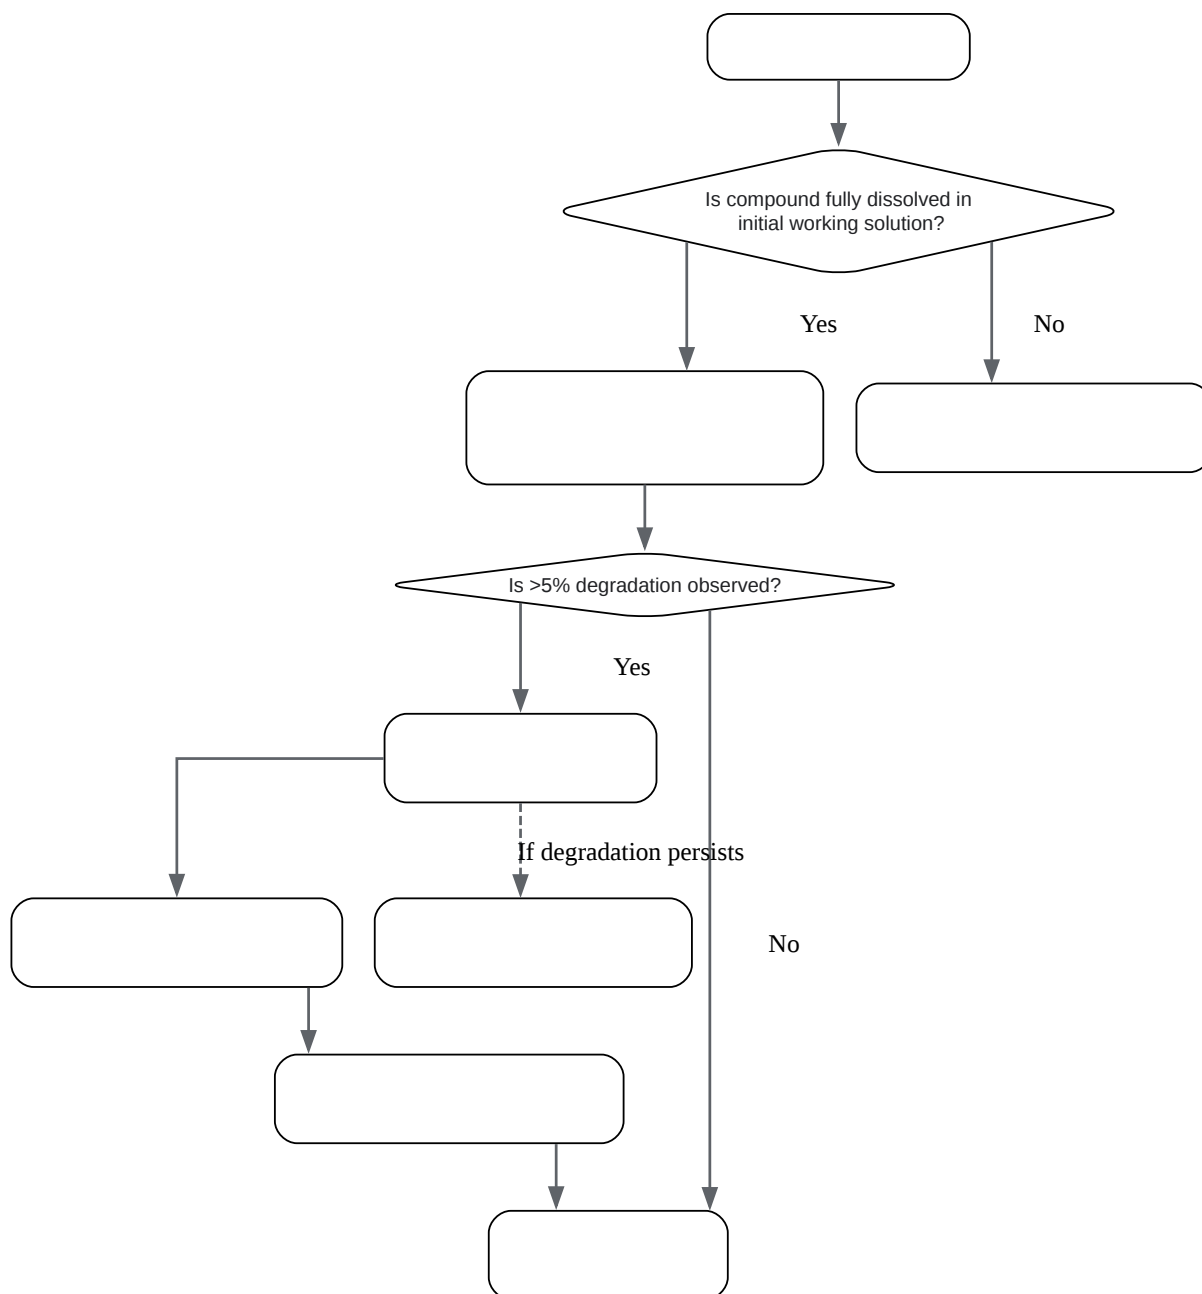 Is compound fully dissolved in
initial working solution?
Yes
No
Is >5% degradation observed?
Yes
If degradation persists
No